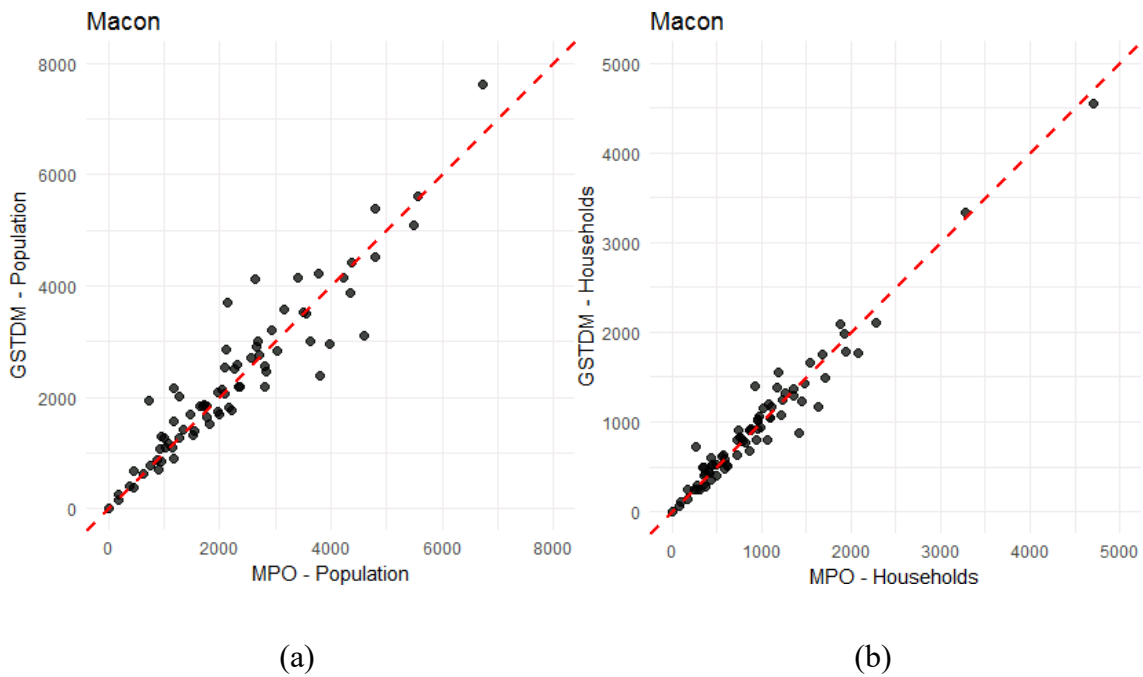 Macon
8000
6000
4000
2000
0
GSTDM - Population
0 2000 4000 6000 8000
MPO - Population
(a)
Macon
5000
4000
3000
2000
1000
0
GSTDM - Households
0 1000 2000 3000 4000 5000
MPO - Households
(b)